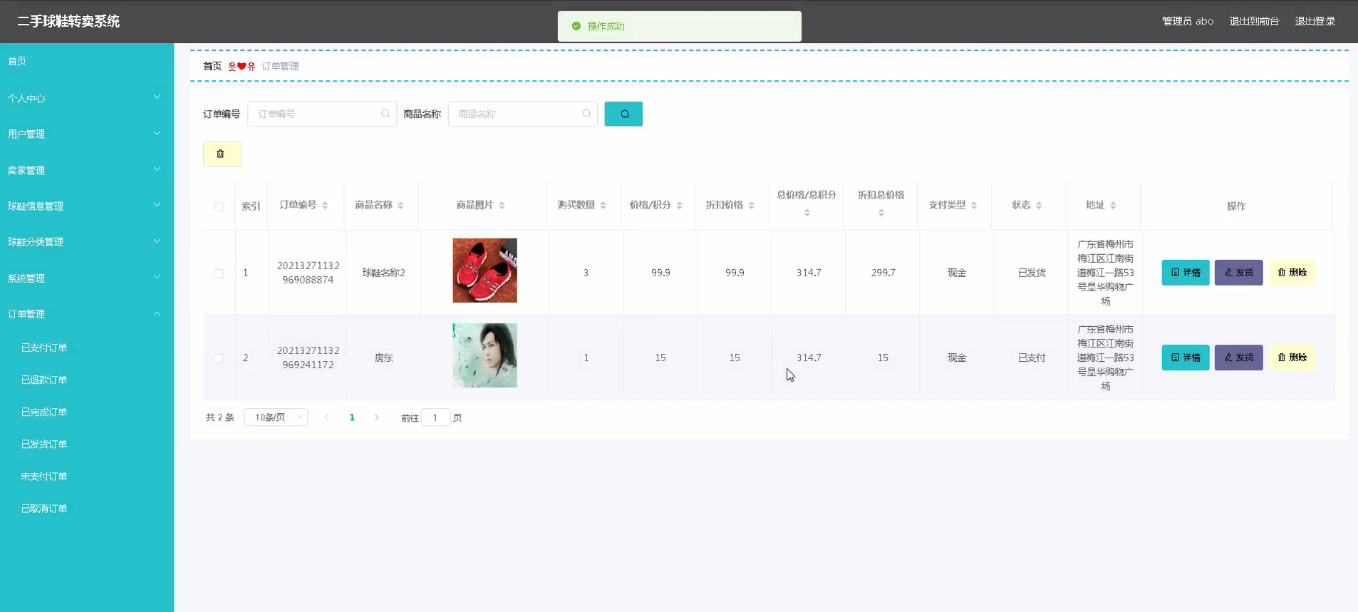 二手球鞋转卖系统
操作成功
管理员 abo 退出到前台 退出登录
首页
个人中心
用户管理
卖家管理
球鞋信息管理
球鞋分类管理
系统管理
订单管理
已支付订单
已退款订单
已完成订单
已发货订单
未支付订单
已取消订单
首页 订单管理
订单编号 订单编号 商品名称 商品名称
索引 订单编号 商品名称 商品图片 购买数量 价格/积分 折扣价格 总价格/总积分 折扣总价格 支付类型 状态 地址 操作
1 20213271132 球鞋名称2 3 99.9 99.9 314.7 299.7 现金 已发货 详情 发货 删除
969088874
广东省梅州市
梅江区江南街
道梅江一路53
号皇华购物广
场
2 20213271132 房东 1 15 15 314.7 15 现金 已支付 详情 发货 删除
969241172
广东省梅州市
梅江区江南街
道梅江一路53
号皇华购物广
场
共 2 条 10条/页 1 前往 1 页